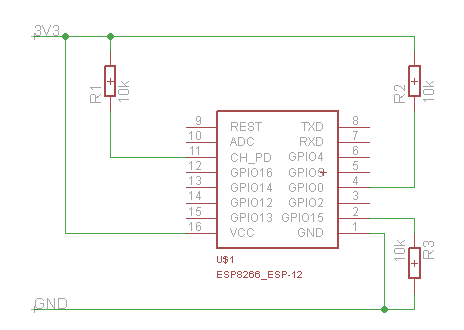 3V3
R1
10k
R2
10k
9 REST TXD 8
10 ADC RXD 7
11 CH_PD GPIO4 6
12 GPIO16 5
13 GPIO14 GPIO0 4
14 GPIO12 GPIO2 3
15 GPIO13 GPIO15 2
16 VCC GND 1
U$1
ESP8266_ESP-12
10k
R3
GND